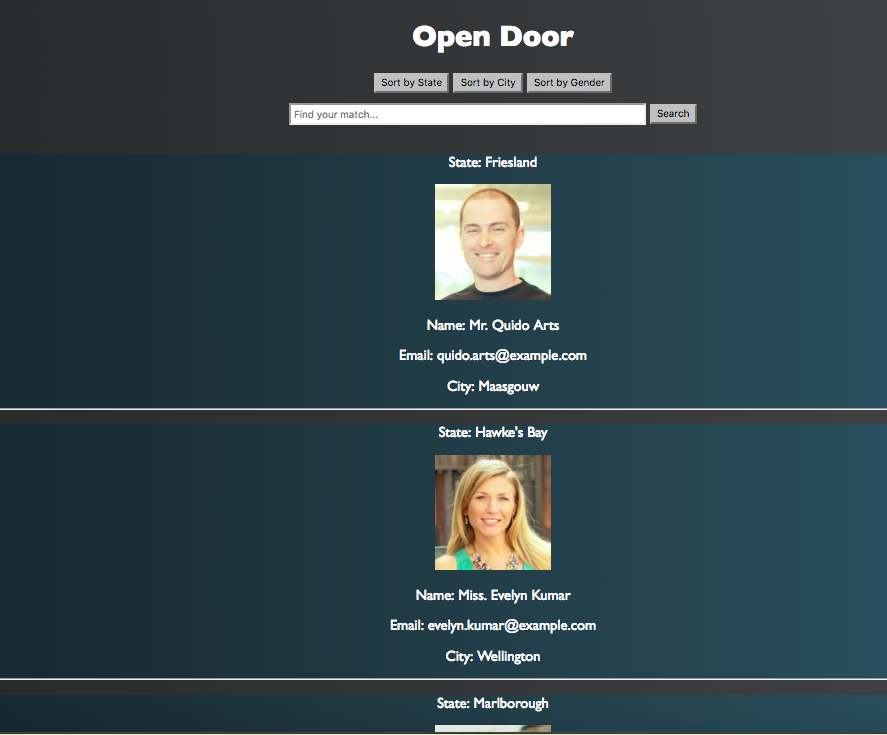 Open Door
Sort by State Sort by City Sort by Gender
Find your match... Search
State: Friesland
Name: Mr. Quido Arts
Email: quido.arts@example.com
City: Maasgouw
State: Hawke's Bay
Name: Miss. Evelyn Kumar
Email: evelyn.kumar@example.com
City: Wellington
State: Marlborough